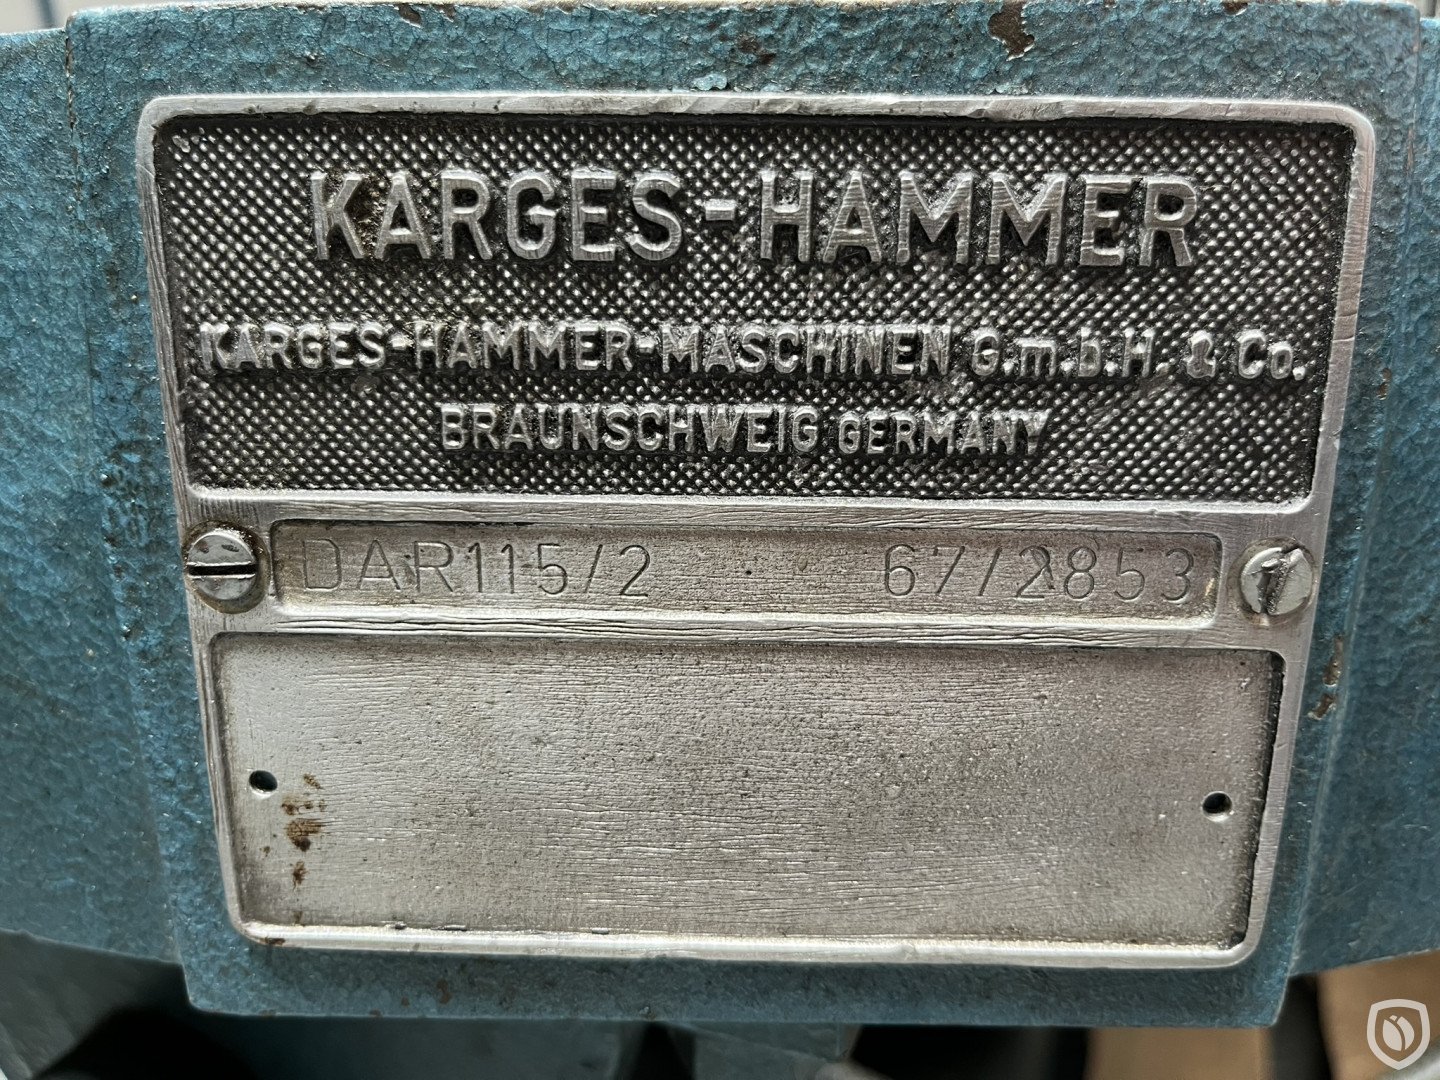 KARGES-HAMMER
KARGES-HAMMER-MASCHINEN G.m.b.H & Co.
BRAUNSCHWEIG GERMANY
DAR115/2 67/2853